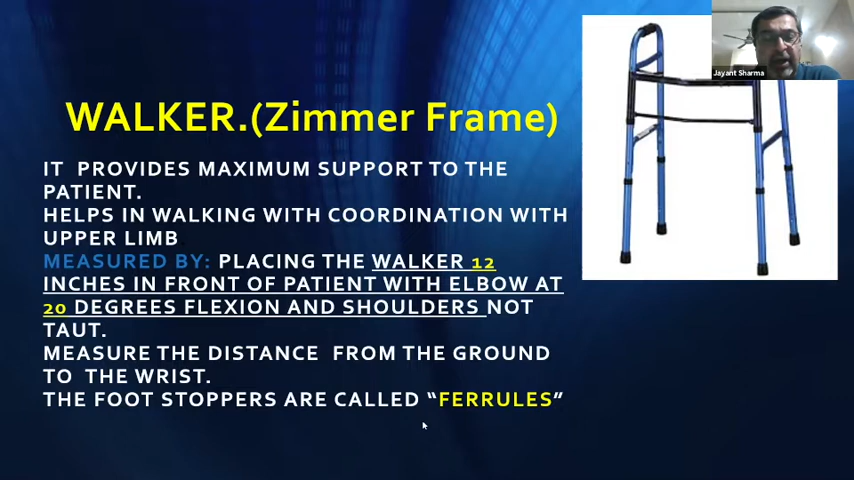 WALKER.(Zimmer Frame)
IT PROVIDES MAXIMUM SUPPORT TO THE
PATIENT.
HELPS IN WALKING WITH COORDINATION WITH
UPPER LIMB
MEASURED BY: PLACING THE WALKER 12
INCHES IN FRONT OF PATIENT WITH ELBOW AT
20 DEGREES FLEXION AND SHOULDERS NOT
TAUT.
MEASURE THE DISTANCE FROM THE GROUND
TO THE WRIST.
THE FOOT STOPPERS ARE CALLED “FERRULES”
Jayant Sharma